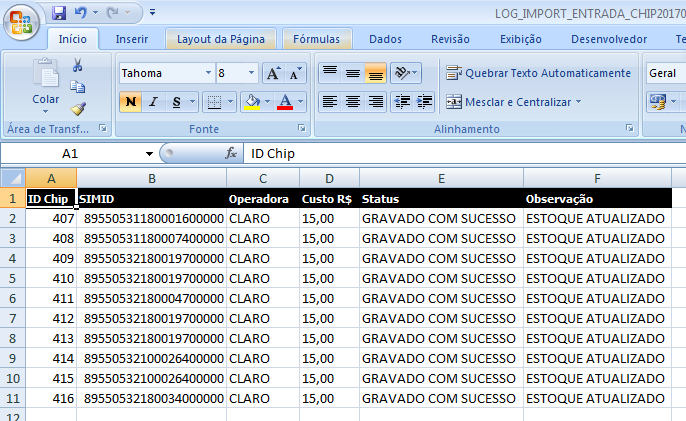 LOG_IMPORT_ENTRADA_CHIP2017
Início Inserir Layout da Página Fórmulas Dados Revisão Exibição Desenvolvedor
Tahoma 8 A A Quebrar Texto Automaticamente Geral
Colar N I S A Mesclar e Centralizar
Área de Transf... Fonte Alinhamento
A1 fx ID Chip
A B C D E F
1 ID Chip SIMID Operadora Custo R$ Status Observação
2 407 89550531180001600000 CLARO 15,00 GRAVADO COM SUCESSO ESTOQUE ATUALIZADO
3 408 89550531180007400000 CLARO 15,00 GRAVADO COM SUCESSO ESTOQUE ATUALIZADO
4 409 89550532180019700000 CLARO 15,00 GRAVADO COM SUCESSO ESTOQUE ATUALIZADO
5 410 89550532180019700000 CLARO 15,00 GRAVADO COM SUCESSO ESTOQUE ATUALIZADO
6 411 89550532180004700000 CLARO 15,00 GRAVADO COM SUCESSO ESTOQUE ATUALIZADO
7 412 89550532180019700000 CLARO 15,00 GRAVADO COM SUCESSO ESTOQUE ATUALIZADO
8 413 89550532180019700000 CLARO 15,00 GRAVADO COM SUCESSO ESTOQUE ATUALIZADO
9 414 89550532100026400000 CLARO 15,00 GRAVADO COM SUCESSO ESTOQUE ATUALIZADO
10 415 89550532100026400000 CLARO 15,00 GRAVADO COM SUCESSO ESTOQUE ATUALIZADO
11 416 89550532180034000000 CLARO 15,00 GRAVADO COM SUCESSO ESTOQUE ATUALIZADO
12